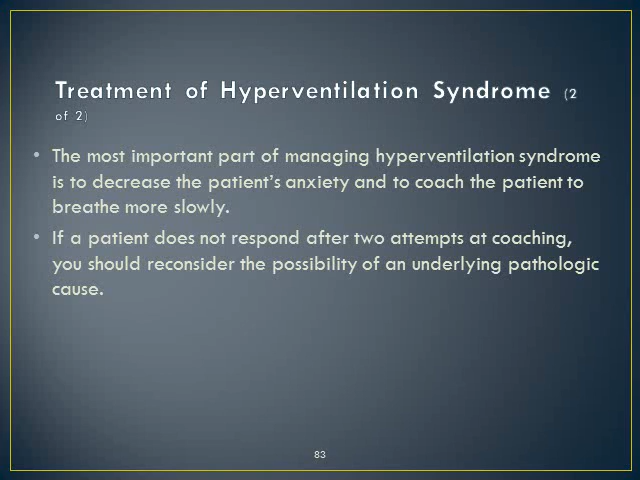 Treatment of Hyperventilation Syndrome (2
of 2)
• The most important part of managing hyperventilation syndrome
is to decrease the patient’s anxiety and to coach the patient to
breathe more slowly.
• If a patient does not respond after two attempts at coaching,
you should reconsider the possibility of an underlying pathologic
cause.
83